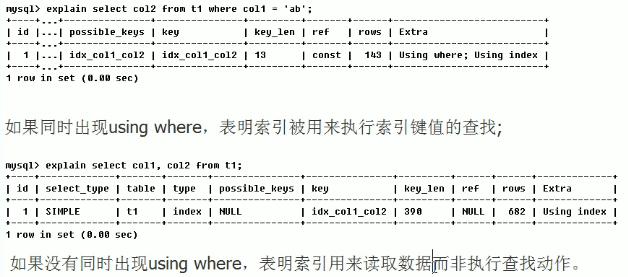 mysql> explain select col2 from t1 where col1 = 'ab';
+----+...+---------------+---------------+---------+-------+------+--------------------------+
| id |...| possible_keys | key | key_len | ref | rows | Extra |
+----+...+---------------+---------------+---------+-------+------+--------------------------+
| 1 |...| idx_col1_col2 | idx_col1_col2 | 13 | const | 143 | Using where; Using index |
+----+...+---------------+---------------+---------+-------+------+--------------------------+
1 row in set (0.00 sec)
如果同时出现using where，表明索引被用来执行索引键值的查找;
mysql> explain select col1, col2 from t1;
+----+-------------+-------+-------+---------------+---------------+---------+------+------+-------------+
| id | select_type | table | type | possible_keys | key | key_len | ref | rows | Extra |
+----+-------------+-------+-------+---------------+---------------+---------+------+------+-------------+
| 1 | SIMPLE | t1 | index | NULL | idx_col1_col2 | 390 | NULL | 682 | Using index |
+----+-------------+-------+-------+---------------+---------------+---------+------+------+-------------+
1 row in set (0.00 sec)
如果没有同时出现using where，表明索引用来读取数据而非执行查找动作。